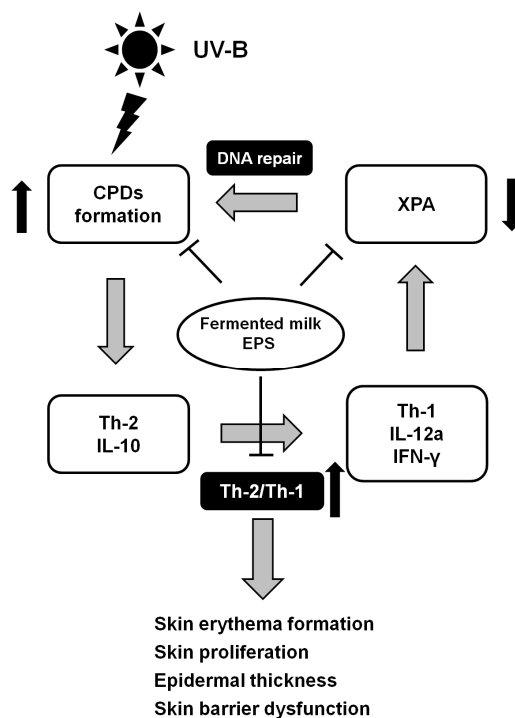 UV-B
DNA repair
CPDs
formation
XPA
Fermented milk
EPS
Th-2
IL-10
Th-1
IL-12a
IFN-γ
Th-2/Th-1
Skin erythema formation
Skin proliferation
Epidermal thickness
Skin barrier dysfunction